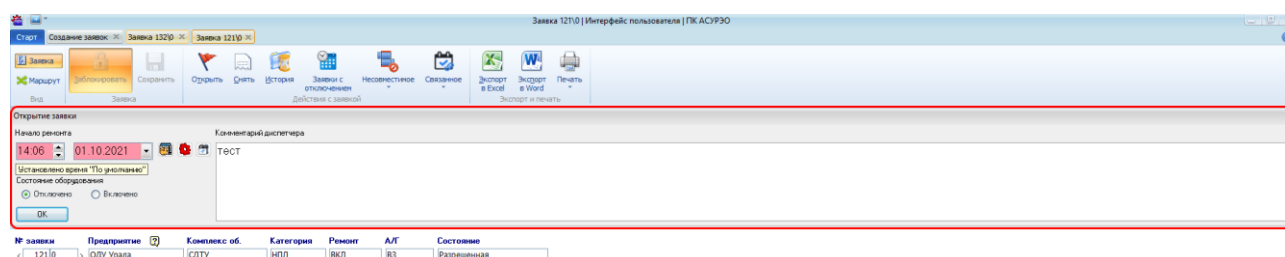 Заявка 121\0 | Интерфейс пользователя | ПК АСУРЭО
Старт Создание заявок Заявка 132\0 Заявка 121\0
Заявка Маршрут Заблокировать Сохранить Открыть Снять История Заявки с отключением Несовместимое Связанное Экспорт в Excel Экспорт в Word Печать
Вид Заявка Действия с заявкой Экспорт и печать
Открытие заявки
Начало ремонта Комментарий диспетчера
14:06 01.10.2021 тест
Установлено время "По умолчанию"
Состояние оборудования
Отключено Включено
OK
№ заявки Предприятие Комплекс об. Категория Ремонт А/Г Состояние
121 0 ОДУ Урала СДТУ НПЛ ВКЛ ВЗ Разрешенная